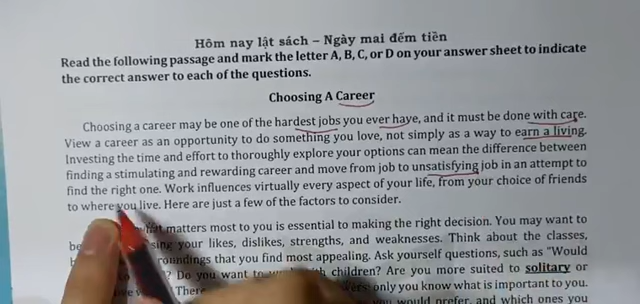 Hôm nay lật sách – Ngày mai đếm tiền
Read the following passage and mark the letter A, B, C, or D on your answer sheet to indicate
the correct answer to each of the questions.
Choosing A Career
Choosing a career may be one of the hardest jobs you ever have, and it must be done with care.
View a career as an opportunity to do something you love, not simply as a way to earn a living.
Investing the time and effort to thoroughly explore your options can mean the difference between
finding a stimulating and rewarding career and move from job to unsatisfying job in an attempt to
find the right one. Work influences virtually every aspect of your life, from your choice of friends
to where you live. Here are just a few of the factors to consider.
what matters most to you is essential to making the right decision. You may want to
your likes, dislikes, strengths, and weaknesses. Think about the classes,
that you find most appealing. Ask yourself questions, such as "Would
Do you want to children? Are you more suited to solitary or
only you know what is important to you.
you would prefer, and which ones you